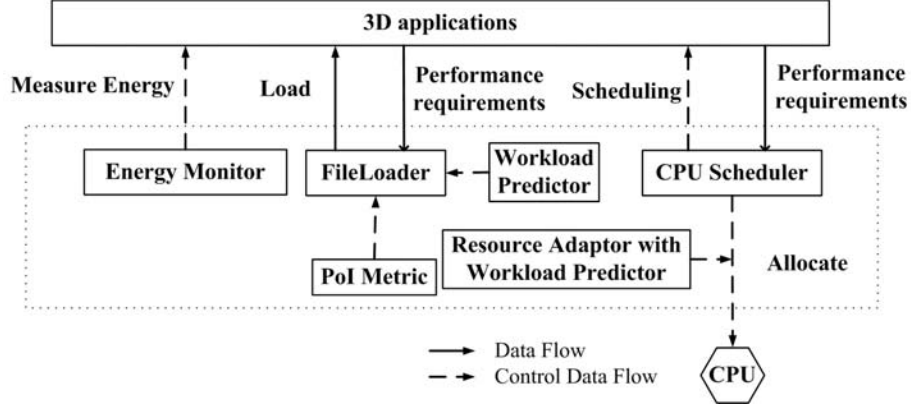 3D applications
Measure Energy
Load
Performance
requirements
Scheduling
Performance
requirements
Energy Monitor
FileLoader
Workload
Predictor
CPU Scheduler
PoI Metric
Resource Adaptor with
Workload Predictor
Allocate
Data Flow
Control Data Flow
CPU